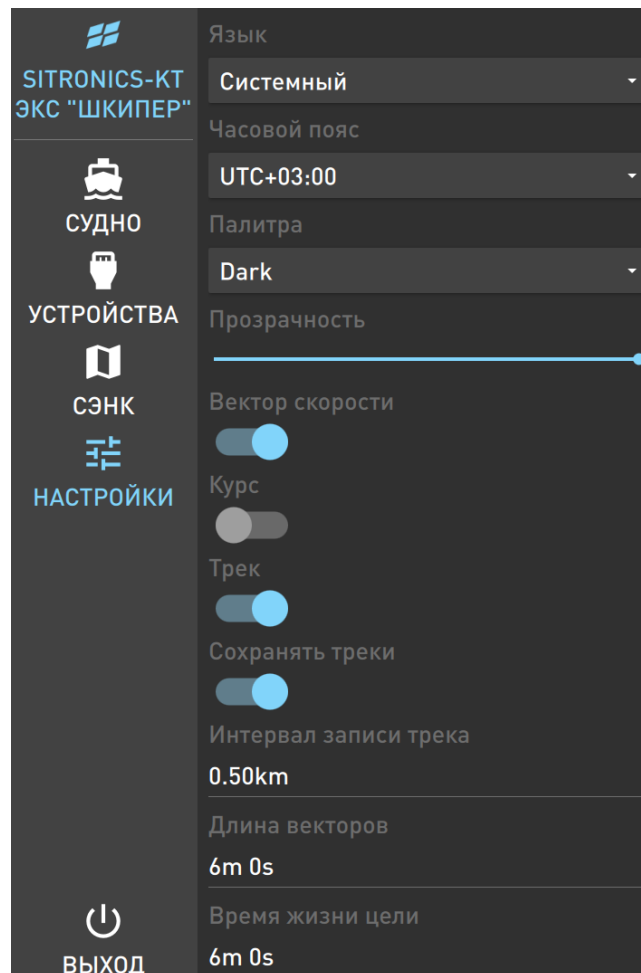 SITRONICS-KT
ЭКС "ШКИПЕР"
СУДНО
УСТРОЙСТВА
СЭНК
НАСТРОЙКИ
ВЫХОД
Язык
Системный
Часовой пояс
UTC+03:00
Палитра
Dark
Прозрачность
Вектор скорости
Курс
Трек
Сохранять треки
Интервал записи трека
0.50km
Длина векторов
6m 0s
Время жизни цели
6m 0s